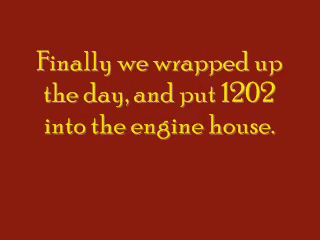 Finally we wrapped up
the day, and put 1202
into the engine house.